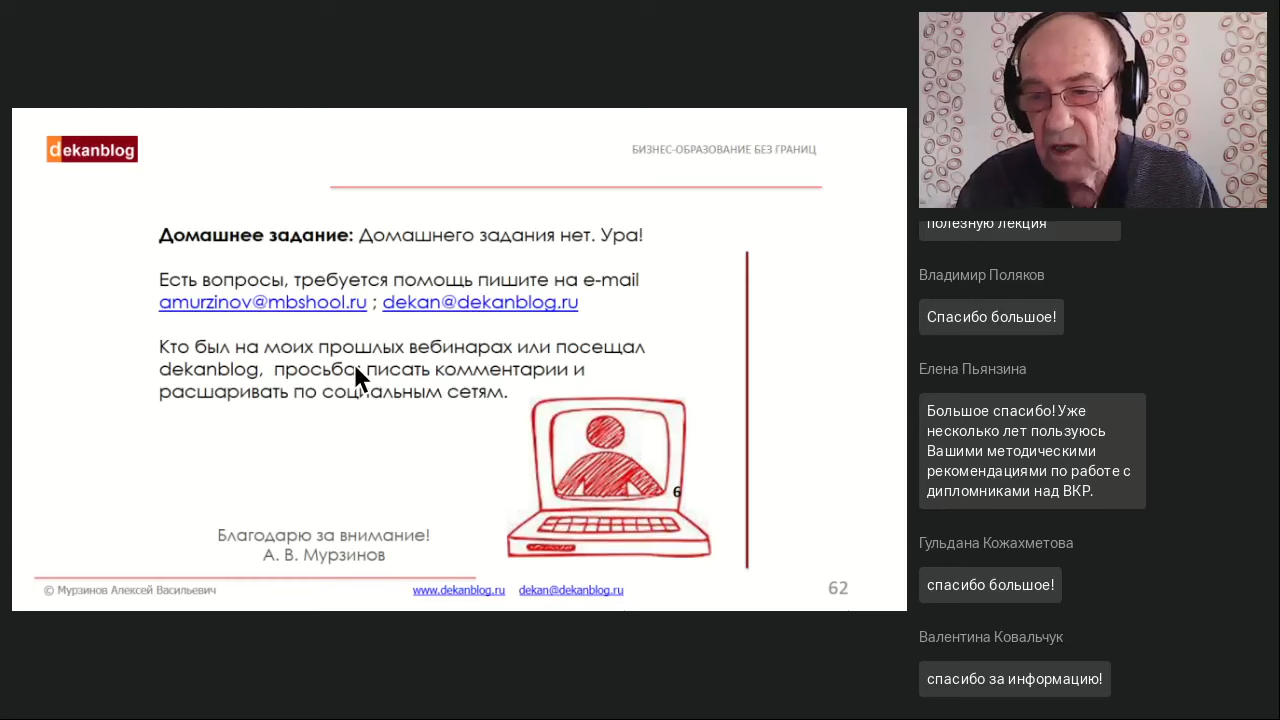 dekanblog
БИЗНЕС-ОБРАЗОВАНИЕ БЕЗ ГРАНИЦ
Домашнее задание: Домашнего задания нет. Ура!
Есть вопросы, требуется помощь пишите на e-mail
amurzinov@mbshool.ru ; dekan@dekanblog.ru
Кто был на моих прошлых вебинарах или посещал
dekanblog, просьба писать комментарии и
расшаривать по социальным сетям.
6
Благодарю за внимание!
А. В. Мурзинов
© Мурзинов Алексей Васильевич
www.dekanblog.ru dekan@dekanblog.ru
62
полезную лекция
Владимир Поляков
Спасибо большое!
Елена Пьянзина
Большое спасибо! Уже
несколько лет пользуюсь
Вашими методическими
рекомендациями по работе с
дипломниками над ВКР.
Гульдана Кожахметова
спасибо большое!
Валентина Ковальчук
спасибо за информацию!